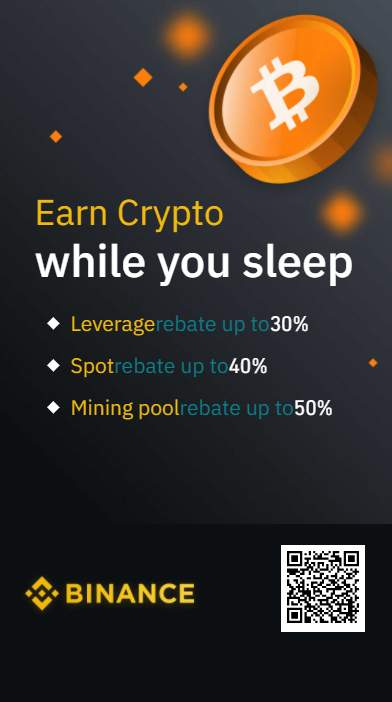 Earn Crypto
while you sleep
Leveragerebate up to30%
Spotrebate up to40%
Mining poolrebate up to50%
BINANCE